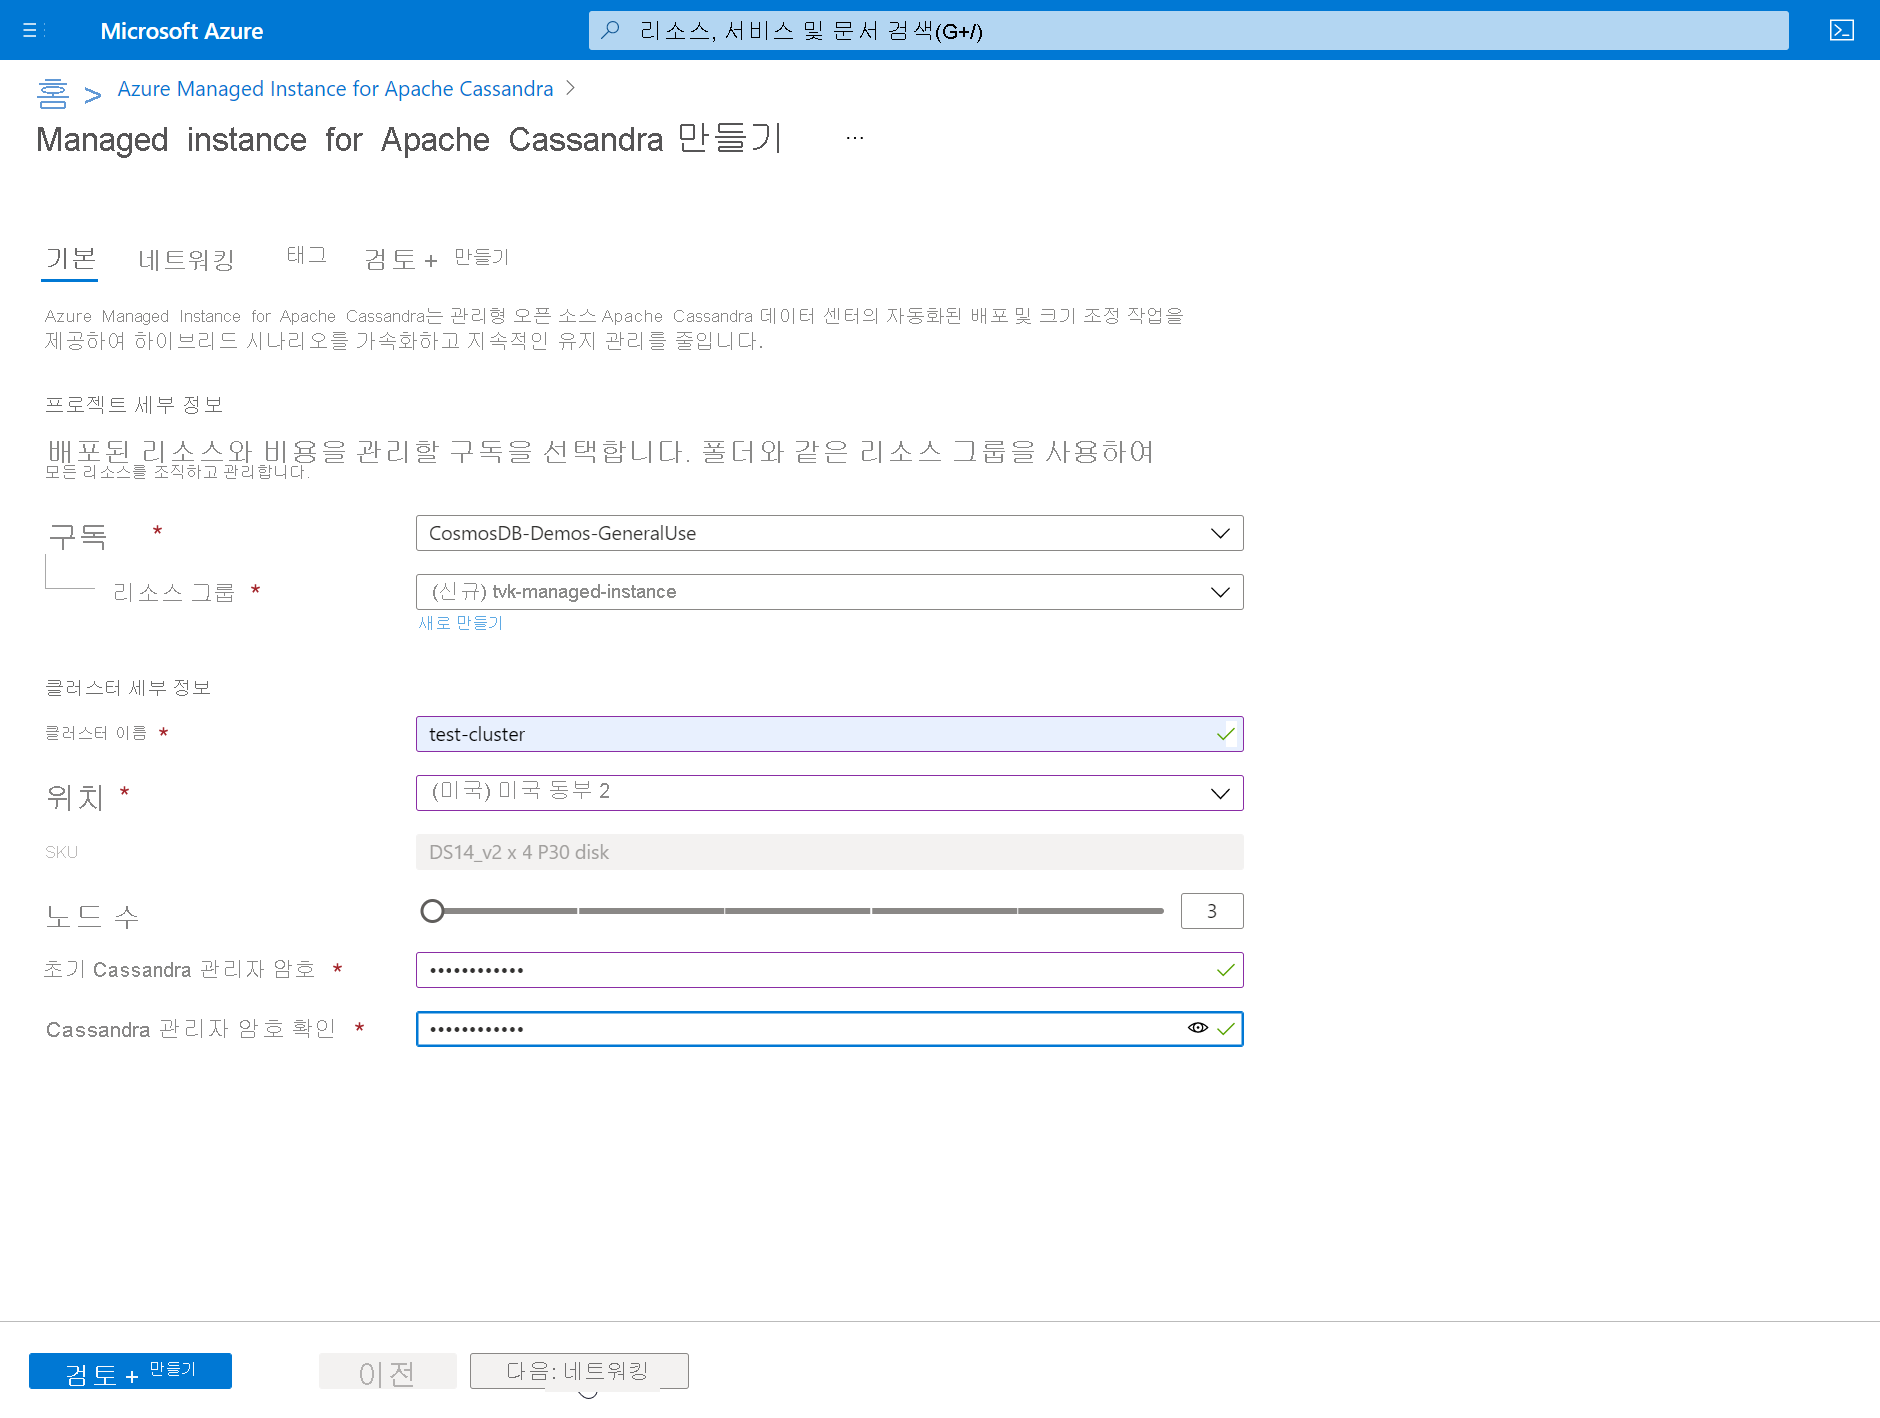 Microsoft Azure
리소스, 서비스 및 문서 검색(G+/)
홈 > Azure Managed Instance for Apache Cassandra >
Managed instance for Apache Cassandra 만들기 ...
기본 네트워킹 태그 검토 + 만들기
Azure Managed Instance for Apache Cassandra는 관리형 오픈 소스 Apache Cassandra 데이터 센터의 자동화된 배포 및 크기 조정 작업을
제공하여 하이브리드 시나리오를 가속화하고 지속적인 유지 관리를 줄입니다.
프로젝트 세부 정보
배포된 리소스와 비용을 관리할 구독을 선택합니다. 폴더와 같은 리소스 그룹을 사용하여
모든 리소스를 조직하고 관리합니다.
구독 * CosmosDB-Demos-GeneralUse
리소스 그룹 * (신규) tvk-managed-instance
새로 만들기
클러스터 세부 정보
클러스터 이름 * test-cluster
위치 * (미국) 미국 동부 2
SKU DS14_v2 x 4 P30 disk
노드 수 3
초기 Cassandra 관리자 암호 * ••••••••••••
Cassandra 관리자 암호 확인 * ••••••••••••
검토 + 만들기 이전 다음: 네트워킹